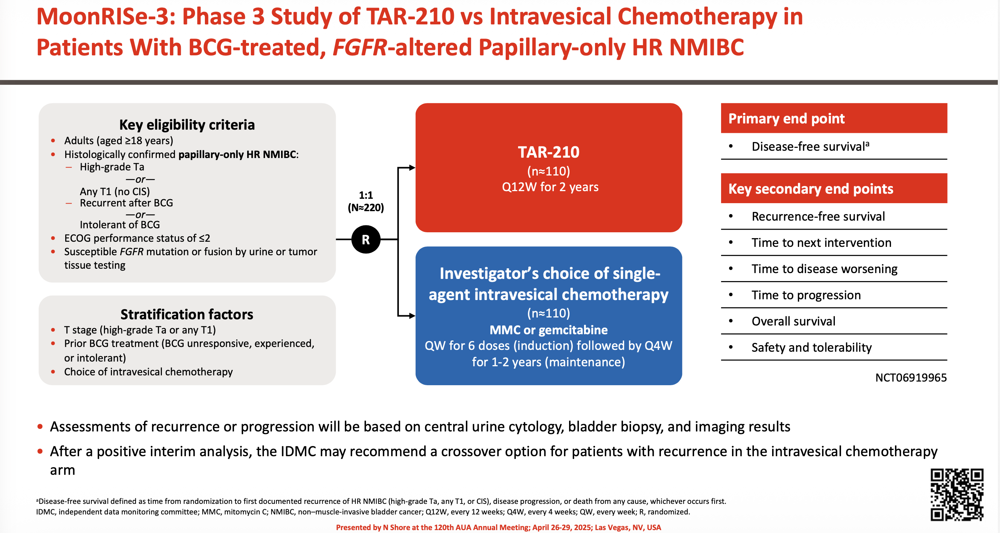 MoonRISe-3: Phase 3 Study of TAR-210 vs Intravesical Chemotherapy in
Patients With BCG-treated, FGFR-altered Papillary-only HR NMIBC
Key eligibility criteria
• Adults (aged ≥18 years)
• Histologically confirmed papillary-only HR NMIBC:
– High-grade Ta
—or—
Any T1 (no CIS)
– Recurrent after BCG
—or—
Intolerant of BCG
• ECOG performance status of ≤2
• Susceptible FGFR mutation or fusion by urine or tumor
tissue testing
Stratification factors
• T stage (high-grade Ta or any T1)
• Prior BCG treatment (BCG unresponsive, experienced,
or intolerant)
• Choice of intravesical chemotherapy
1:1
(N≈220)
R
TAR-210
(n≈110)
Q12W for 2 years
Investigator’s choice of single-
agent intravesical chemotherapy
(n≈110)
MMC or gemcitabine
QW for 6 doses (induction) followed by Q4W
for 1-2 years (maintenance)
Primary end point
• Disease-free survivalᵃ
Key secondary end points
• Recurrence-free survival
• Time to next intervention
• Time to disease worsening
• Time to progression
• Overall survival
• Safety and tolerability
NCT06919965
• Assessments of recurrence or progression will be based on central urine cytology, bladder biopsy, and imaging results
• After a positive interim analysis, the IDMC may recommend a crossover option for patients with recurrence in the intravesical chemotherapy
arm
ᵃDisease-free survival defined as time from randomization to first documented recurrence of HR NMIBC (high-grade Ta, any T1, or CIS), disease progression, or death from any cause, whichever occurs first.
IDMC, independent data monitoring committee; MMC, mitomycin C; NMIBC, non–muscle-invasive bladder cancer; Q12W, every 12 weeks; Q4W, every 4 weeks; QW, every week; R, randomized.
Presented by N Shore at the 120th AUA Annual Meeting; April 26-29, 2025; Las Vegas, NV, USA